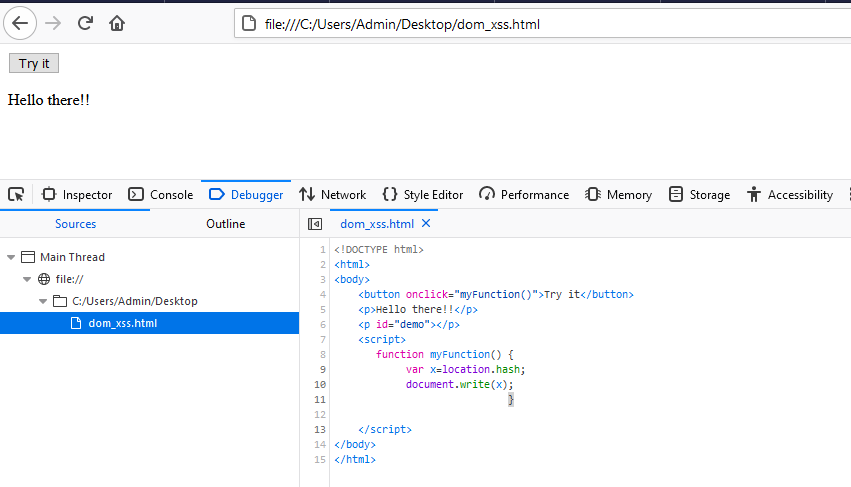 file:///C:/Users/Admin/Desktop/dom_xss.html
Try it
Hello there!!
Inspector Console Debugger Network Style Editor Performance Memory Storage Accessibility
Sources Outline dom_xss.html
Main Thread
file://
C:/Users/Admin/Desktop
dom_xss.html
1 <!DOCTYPE html>
2 <html>
3 <body>
4 <button onclick="myFunction()">Try it</button>
5 <p>Hello there!!</p>
6 <p id="demo"></p>
7 <script>
8 function myFunction() {
9 var x=location.hash;
10 document.write(x);
11 }
12
13 </script>
14 </body>
15 </html>